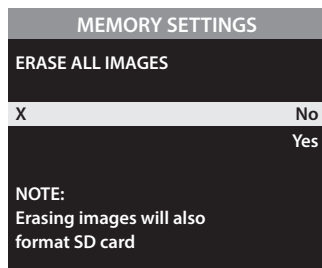 MEMORY SETTINGS
ERASE ALL IMAGES
X No
Yes
NOTE:
Erasing images will also
format SD card